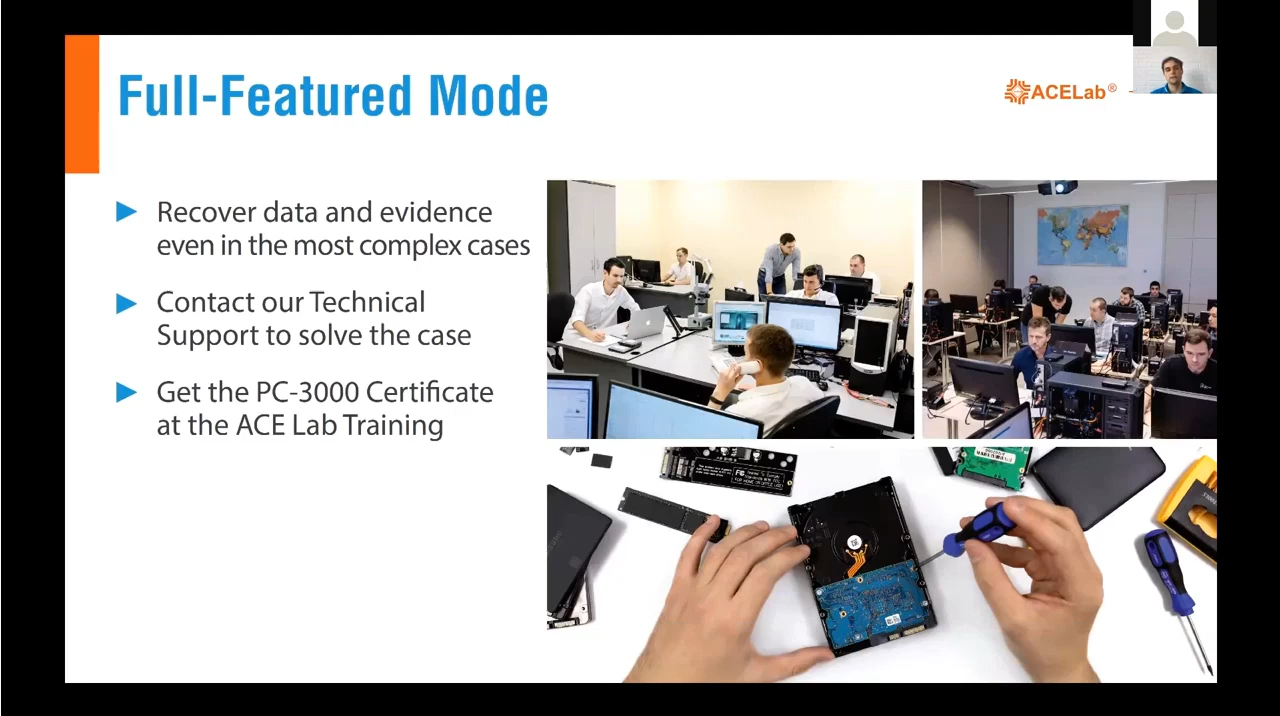 Full-Featured Mode
ACELab®
Recover data and evidence
even in the most complex cases
Contact our Technical
Support to solve the case
Get the PC-3000 Certificate
at the ACE Lab Training